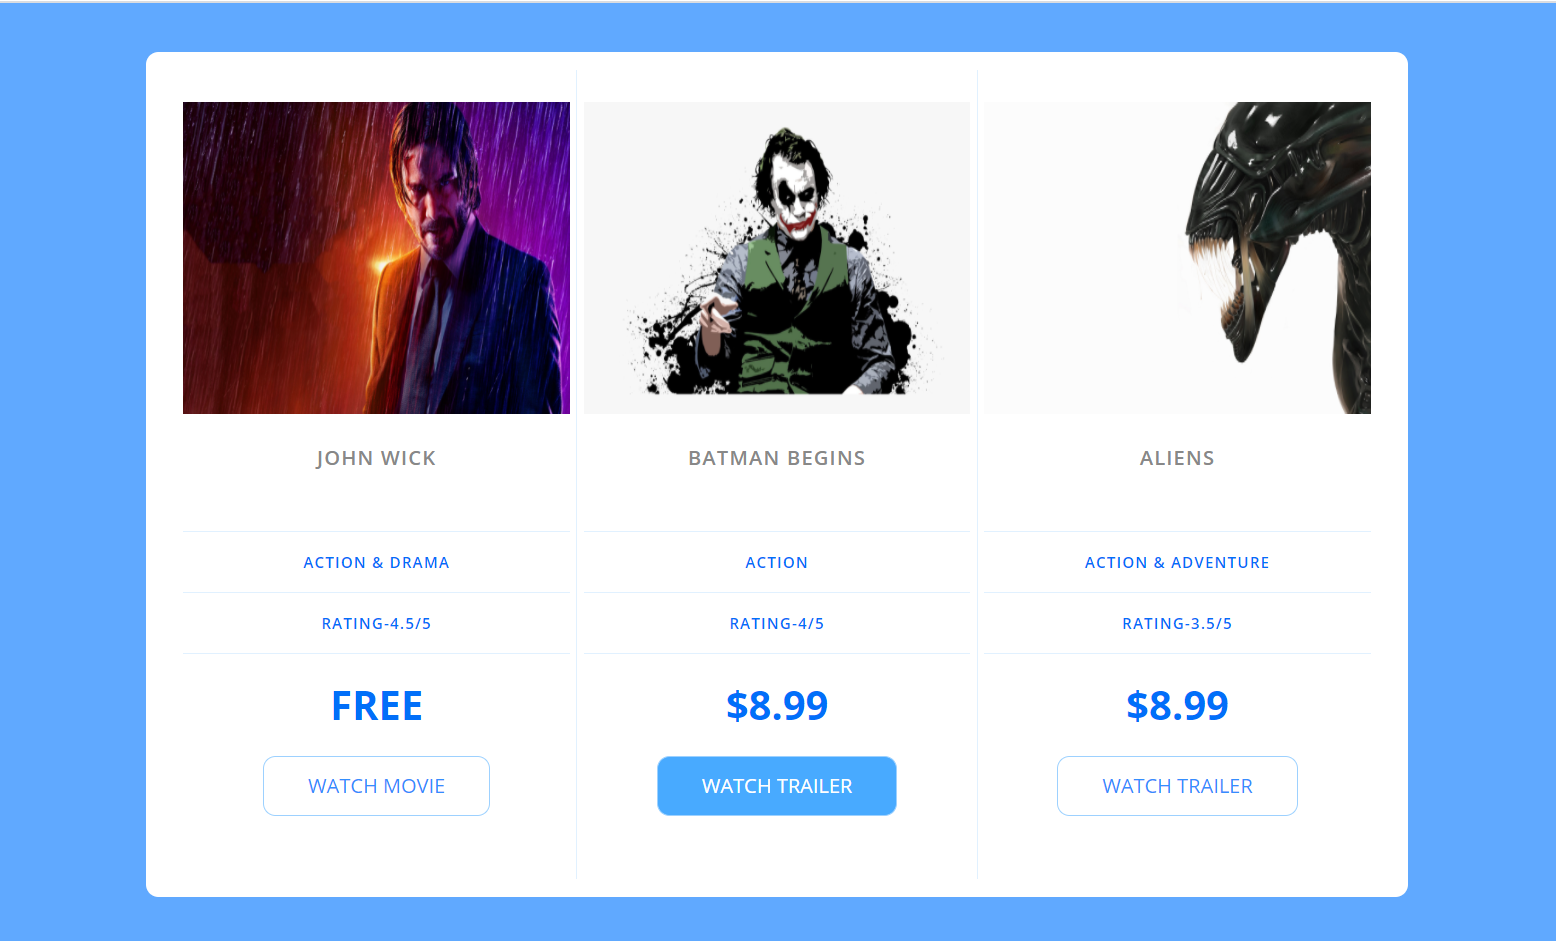 JOHN WICK
ACTION & DRAMA
RATING-4.5/5
FREE
WATCH MOVIE
BATMAN BEGINS
ACTION
RATING-4/5
$8.99
WATCH TRAILER
ALIENS
ACTION & ADVENTURE
RATING-3.5/5
$8.99
WATCH TRAILER